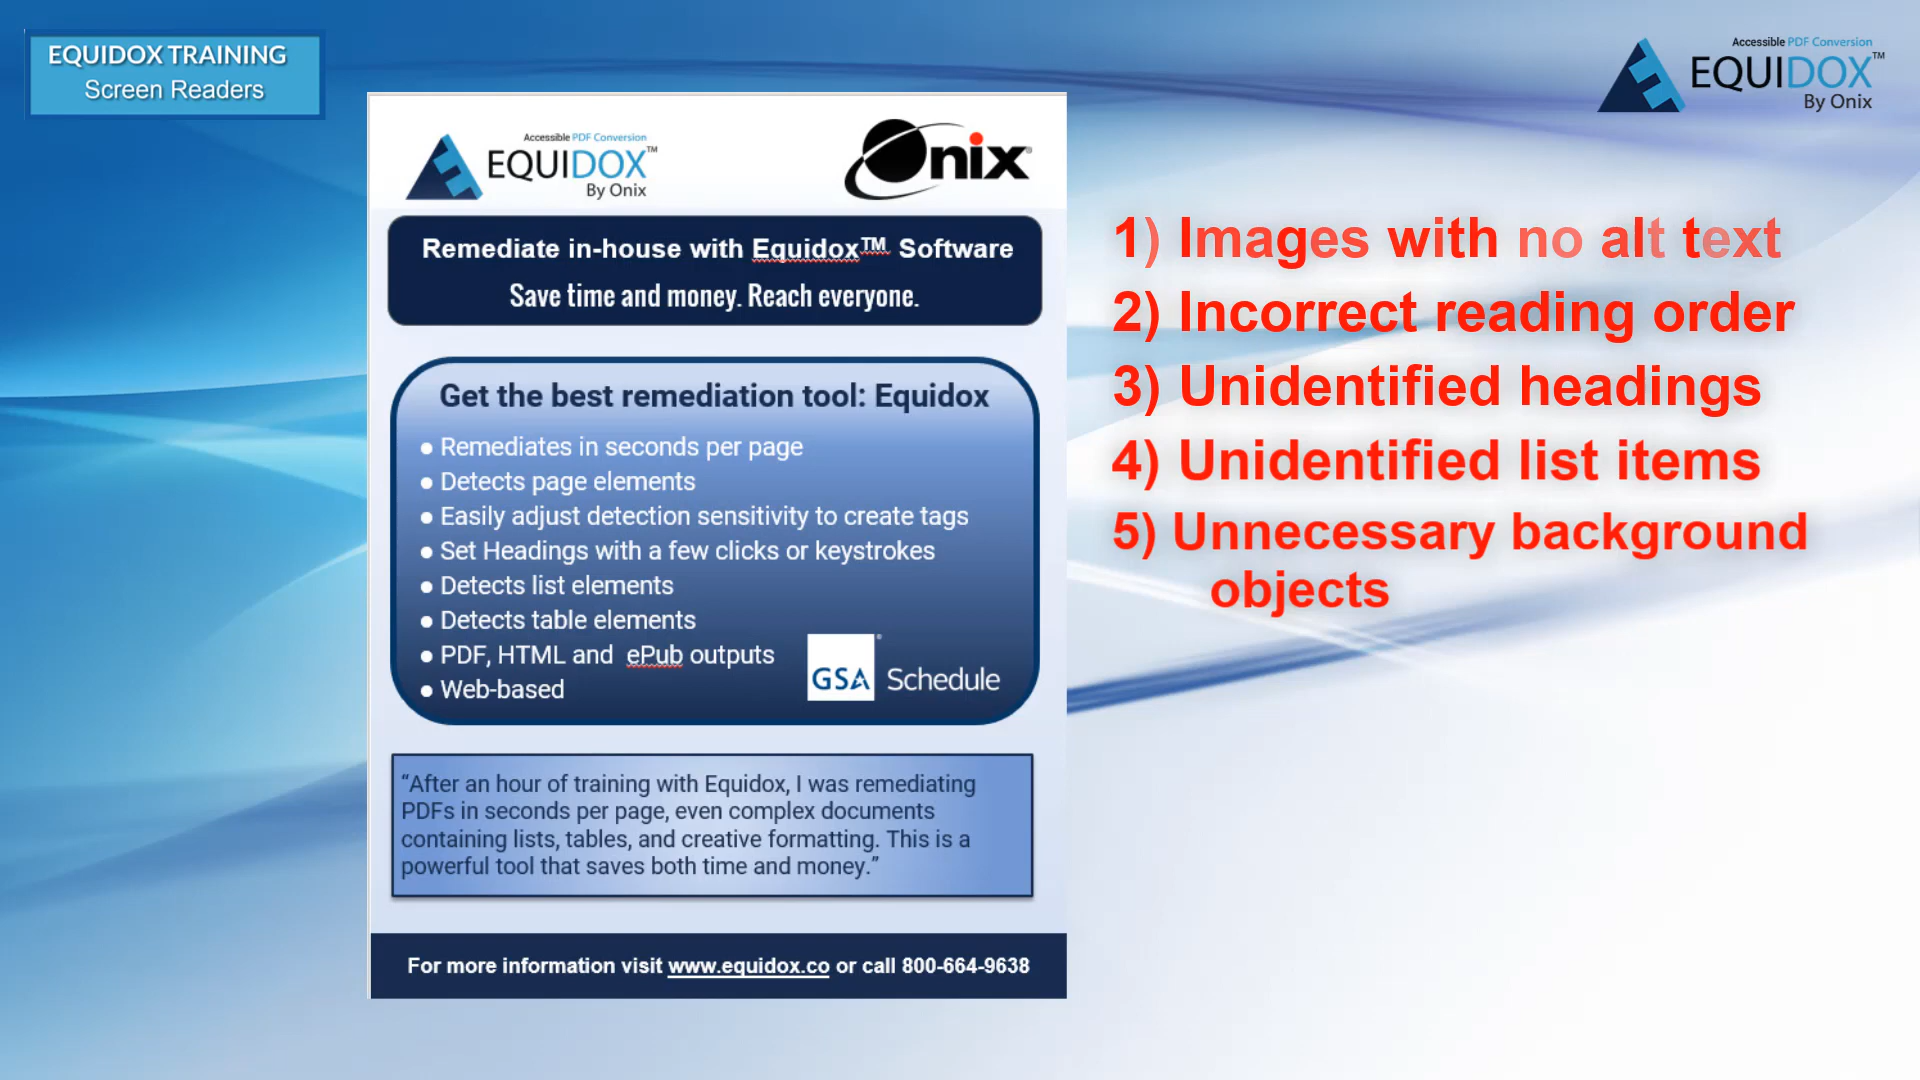 EQUIDOX TRAINING
Screen Readers
Accessible PDF Conversion
EQUIDOX™
By Onix
Accessible PDF Conversion
EQUIDOX™
By Onix
Onix®
Remediate in-house with Equidox™ Software
Save time and money. Reach everyone.
Get the best remediation tool: Equidox
● Remediates in seconds per page
● Detects page elements
● Easily adjust detection sensitivity to create tags
● Set Headings with a few clicks or keystrokes
● Detects list elements
● Detects table elements
● PDF, HTML and ePub outputs
● Web-based
GSA Schedule
“After an hour of training with Equidox, I was remediating
PDFs in seconds per page, even complex documents
containing lists, tables, and creative formatting. This is a
powerful tool that saves both time and money.”
For more information visit www.equidox.co or call 800-664-9638
1) Images with no alt text
2) Incorrect reading order
3) Unidentified headings
4) Unidentified list items
5) Unnecessary background
objects